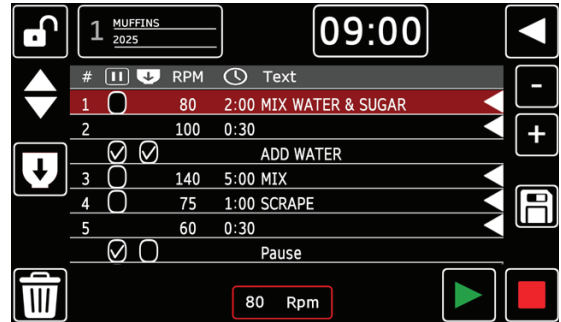 1 MUFFINS
2025
09:00
# RPM Text
1 80 2:00 MIX WATER & SUGAR
2 100 0:30
ADD WATER
3 140 5:00 MIX
4 75 1:00 SCRAPE
5 60 0:30
Pause
-
+
80 Rpm